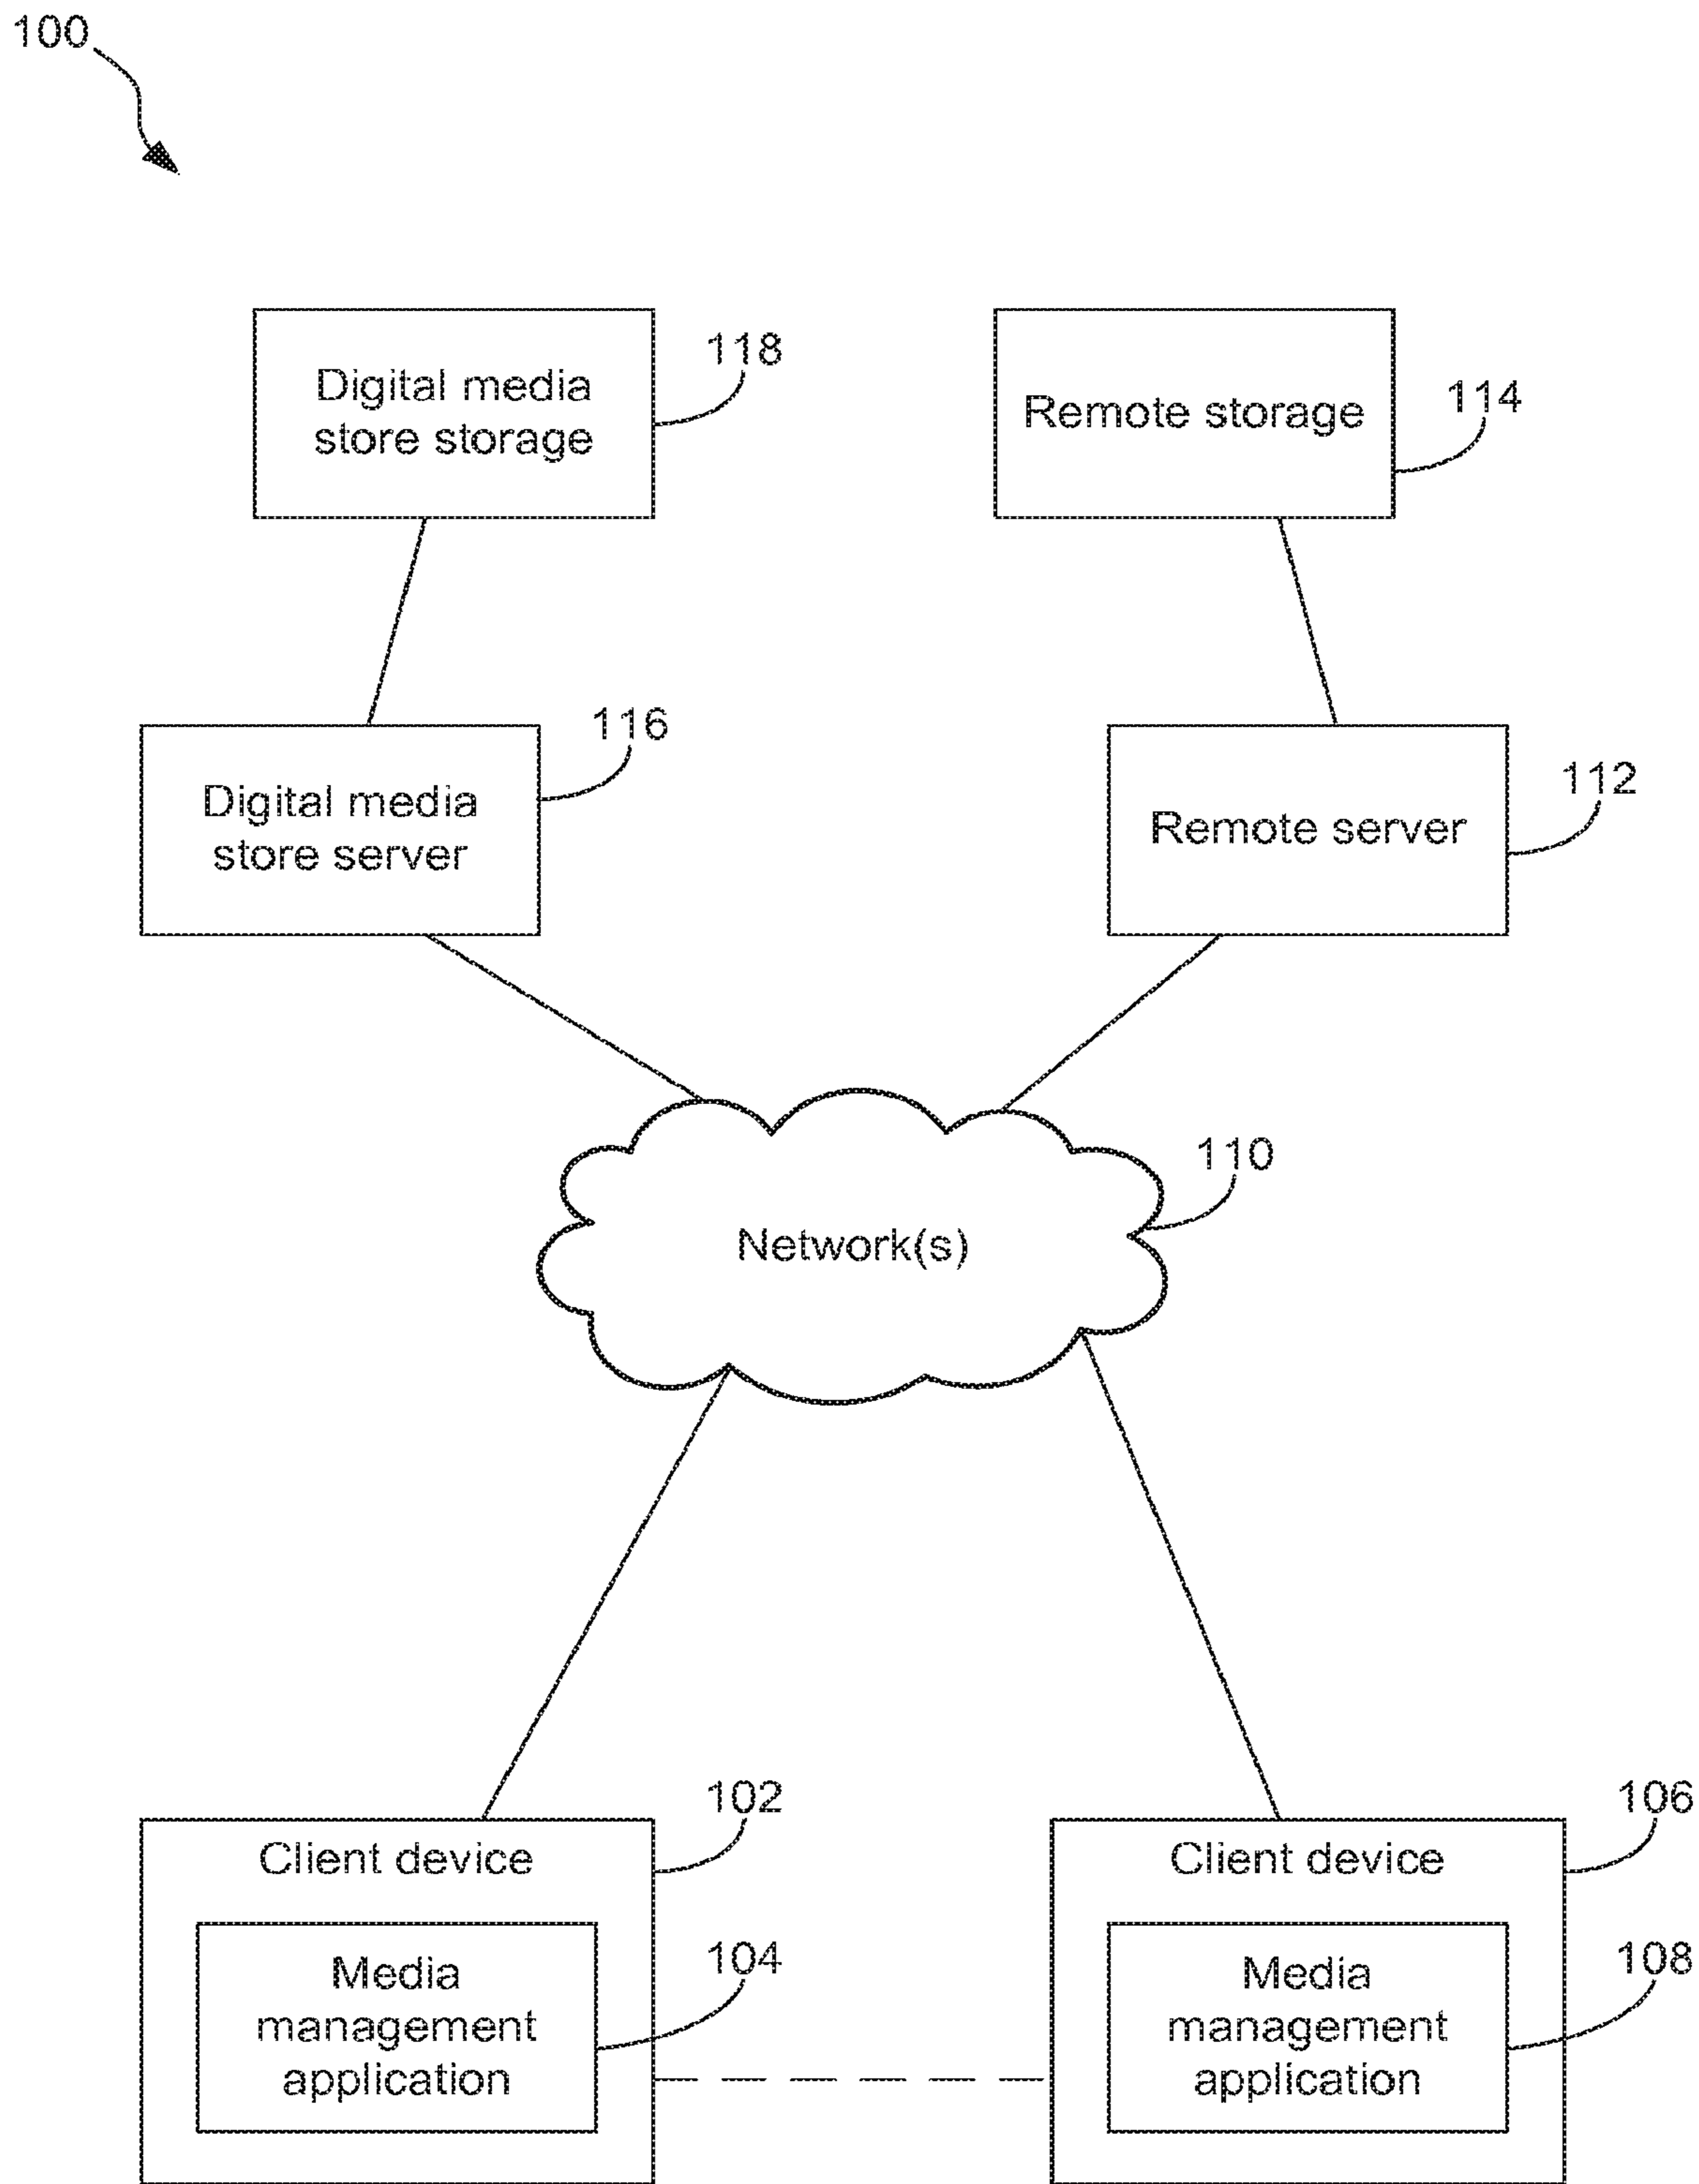 100
118
Digital media
store storage
114
Remote storage
116
Digital media
store server
112
Remote server
110
Network(s)
102
Client device
104
Media
management
application
106
Client device
108
Media
management
application